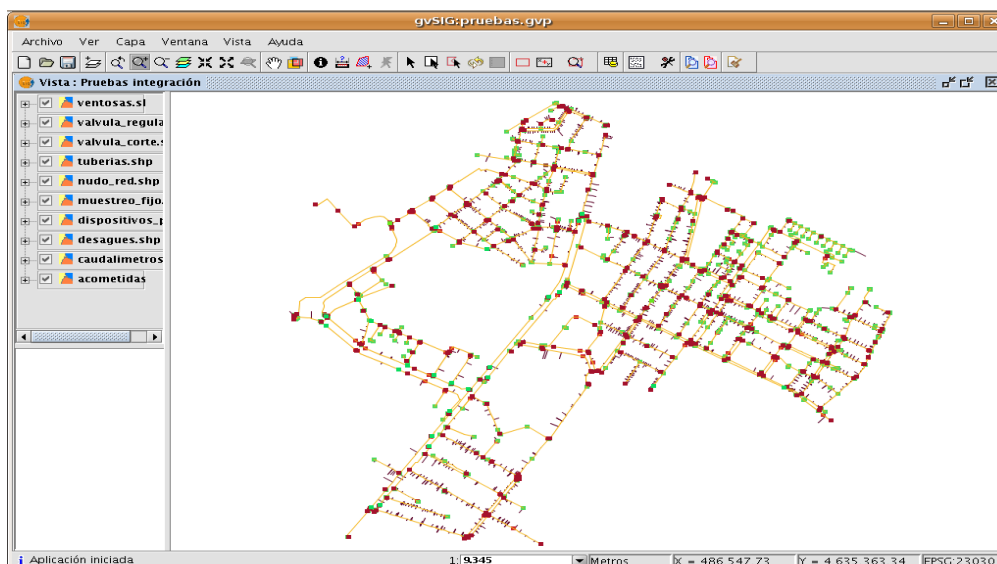 gvSIG:pruebas.gvp
Archivo Ver Capa Ventana Vista Ayuda
Vista : Pruebas integración
ventosas.sl
valvula_regula
valvula_corte.s
tuberias.shp
nudo_red.shp
muestreo_fijo.
dispositivos_p
desagues.shp
caudalimetros
acometidas
Aplicación iniciada 1: 9.345 Metros X = 486.547,73 Y = 4.635.363,34 EPSG:23030